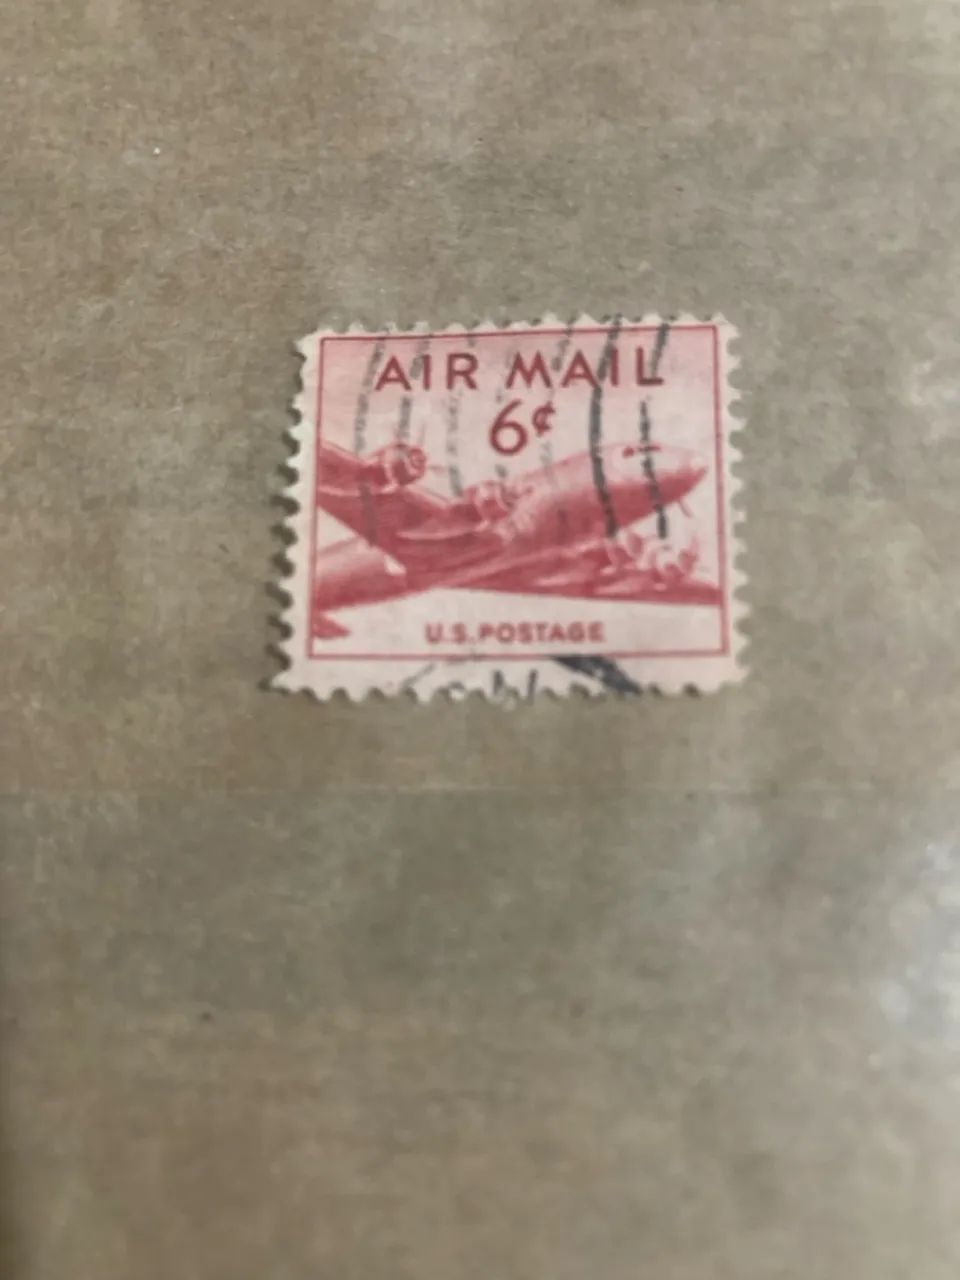 AIR MAIL
6¢
U.S. POSTAGE